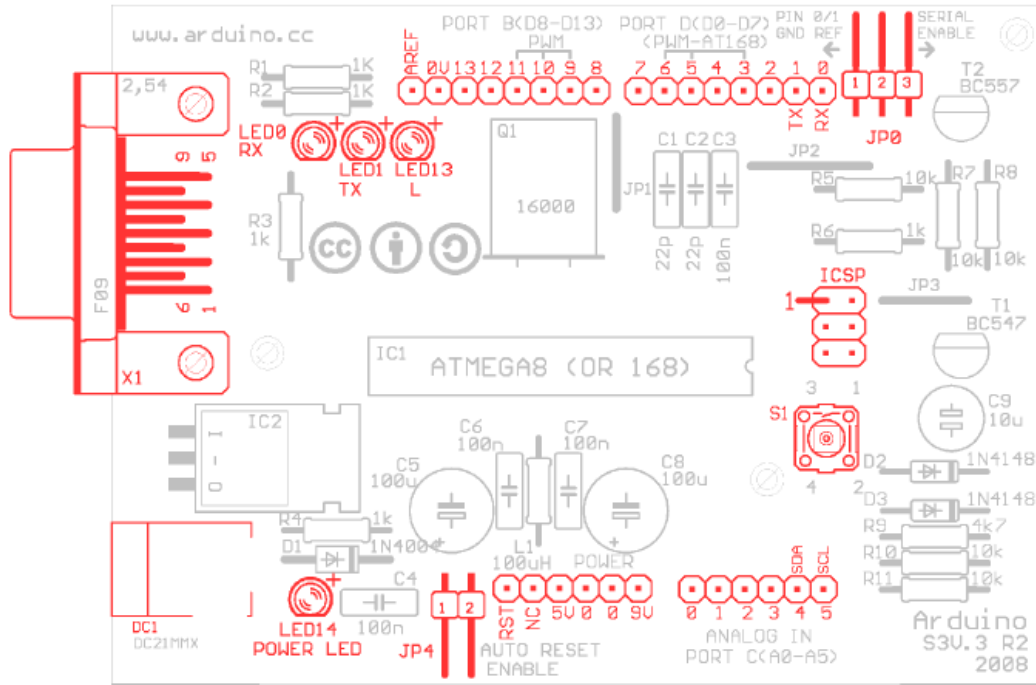 www.arduino.cc
PORT B(D8-D13)
PWM
PORT D(D0-D7)
(PWM-AT168)
PIN 0/1
GND REF
SERIAL
ENABLE
AREF 0V 13 12 11 10 9 8
7 6 5 4 3 2 1 0
TX RX
1 2 3
JP0
T2
BC557
2,54
R1 1K
R2 1K
LED0
RX
LED1
TX
LED13
L
Q1
16000
JP1
C1 C2 C3
22p 22p 100n
JP2
R5 10k
R6 1k
R7 R8
10k 10k
9 5
R3
1k
cc
F09
6 1
X1
ICSP
1
JP3
T1
BC547
IC1
ATMEGA8 (OR 168)
3 1
S1
4 2
C9
10u
IC2
I
-
O
C6
100n
C7
100n
C5
100u
C8
100u
D2 1N4148
D3 1N4148
R9 4k7
R10 10k
R11 10k
R4 1k
D1 1N4004
L1
100uH
POWER
C4
100n
DC1
DC21MMX
LED14
POWER LED
1 2
JP4
AUTO RESET
ENABLE
RST NC 5V 0 0 9V
SDA SCL
0 1 2 3 4 5
ANALOG IN
PORT C(A0-A5)
Arduino
S3V.3 R2
2008